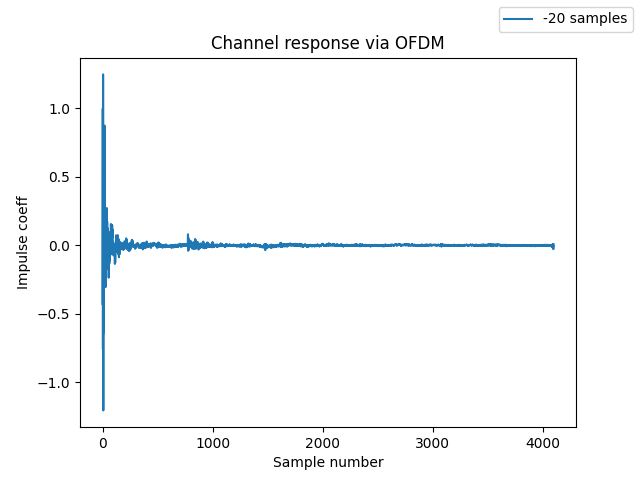 -20 samples
Channel response via OFDM
Impulse coeff
1.0
0.5
0.0
−0.5
−1.0
0 1000 2000 3000 4000
Sample number